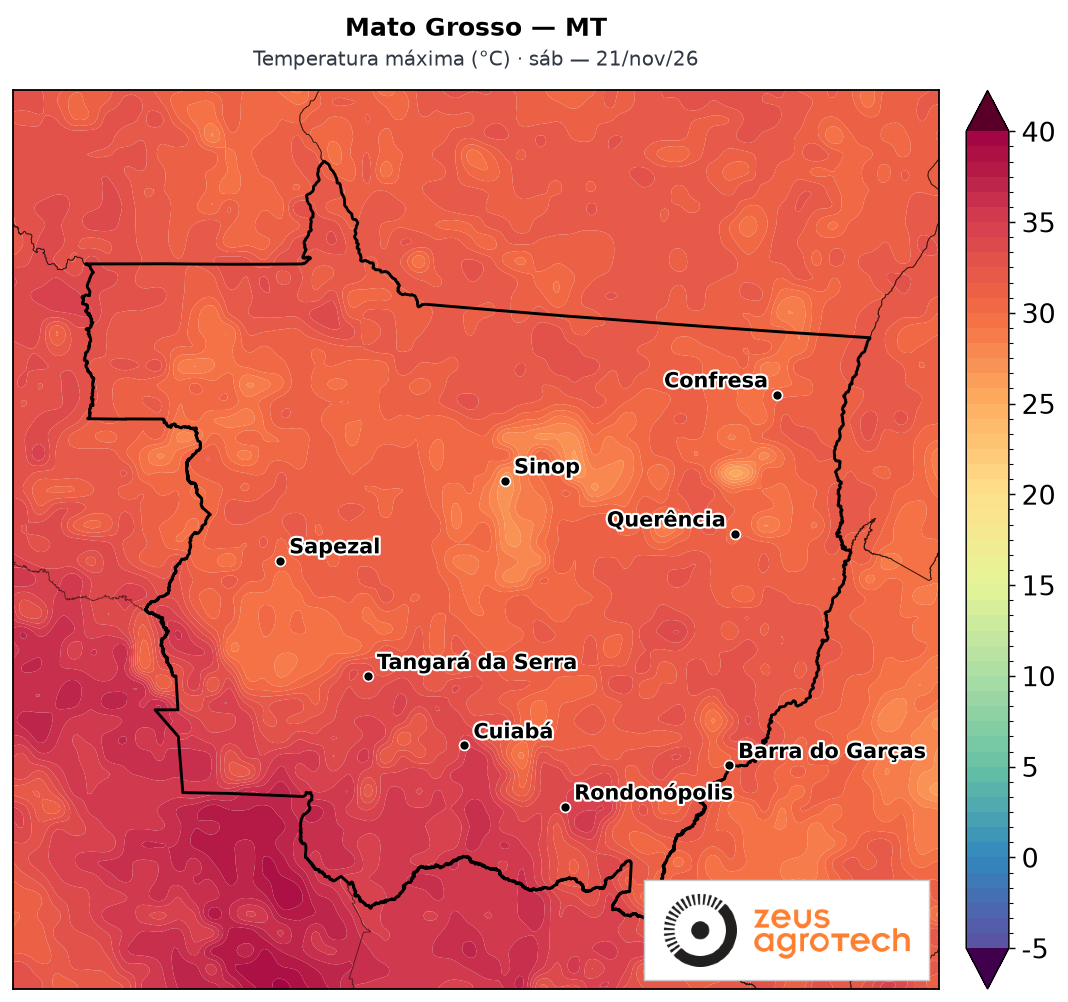 Mato Grosso — MT
Temperatura máxima (°C) · sáb — 21/nov/26
40
35
30
25
20
15
10
5
0
-5
Confresa
Sinop
Querência
Sapezal
Tangará da Serra
Cuiabá
Barra do Garças
Rondonópolis
zeus
agrotech